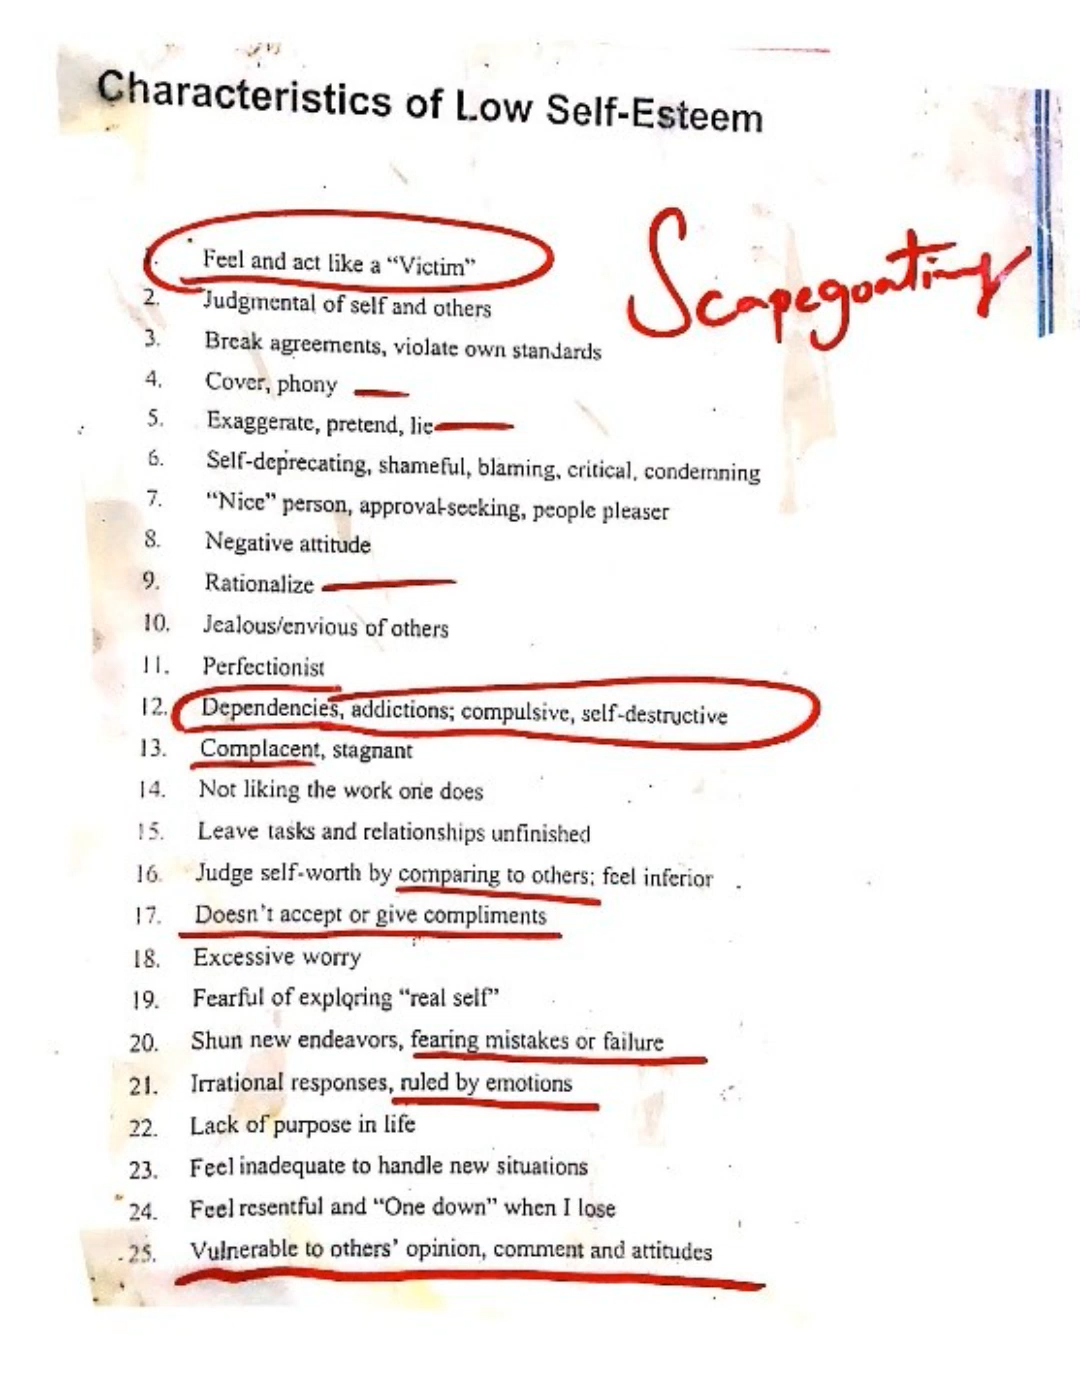 Characteristics of Low Self-Esteem
Scapegoating
1. Feel and act like a "Victim"
2. Judgmental of self and others
3. Break agreements, violate own standards
4. Cover, phony
5. Exaggerate, pretend, lie
6. Self-deprecating, shameful, blaming, critical, condemning
7. "Nice" person, approval-seeking, people pleaser
8. Negative attitude
9. Rationalize
10. Jealous/envious of others
11. Perfectionist
12. Dependencies, addictions; compulsive, self-destructive
13. Complacent, stagnant
14. Not liking the work one does
15. Leave tasks and relationships unfinished
16. Judge self-worth by comparing to others; feel inferior
17. Doesn't accept or give compliments
18. Excessive worry
19. Fearful of exploring "real self"
20. Shun new endeavors, fearing mistakes or failure
21. Irrational responses, ruled by emotions
22. Lack of purpose in life
23. Feel inadequate to handle new situations
24. Feel resentful and "One down" when I lose
25. Vulnerable to others' opinion, comment and attitudes